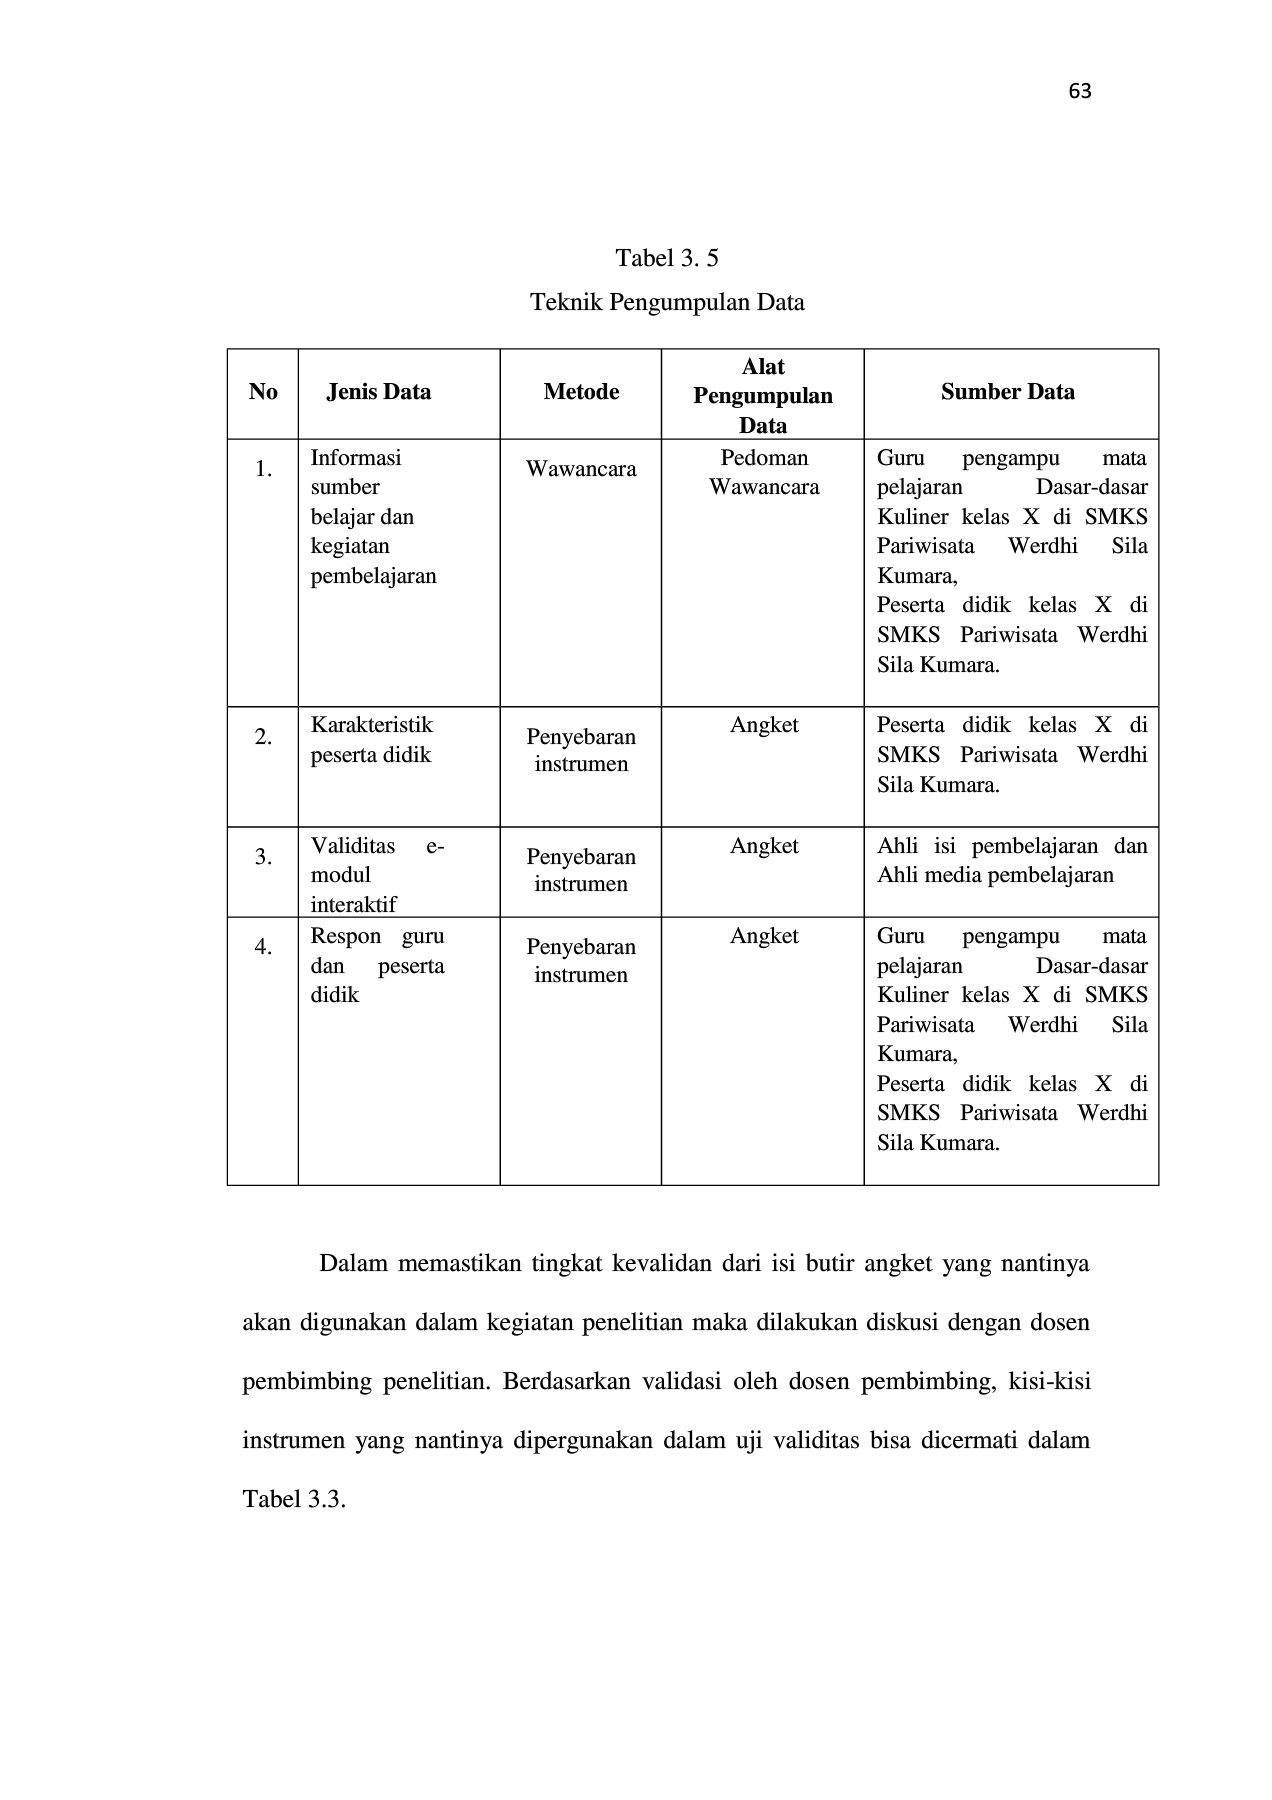 63
Tabel 3. 5
Teknik Pengumpulan Data
No
Jenis Data
Metode
Alat
Pengumpulan
Data
Sumber Data
1.
Informasi
sumber
belajar dan
kegiatan
pembelajaran
Wawancara
Pedoman
Wawancara
Guru pengampu mata
pelajaran Dasar-dasar
Kuliner kelas X di SMKS
Pariwisata Werdhi Sila
Kumara,
Peserta didik kelas X di
SMKS Pariwisata Werdhi
Sila Kumara.
2.
Karakteristik
peserta didik
Penyebaran
instrumen
Angket
Peserta didik kelas X di
SMKS Pariwisata Werdhi
Sila Kumara.
3.
Validitas e-
modul
interaktif
Penyebaran
instrumen
Angket
Ahli isi pembelajaran dan
Ahli media pembelajaran
4.
Respon guru
dan peserta
didik
Penyebaran
instrumen
Angket
Guru pengampu mata
pelajaran Dasar-dasar
Kuliner kelas X di SMKS
Pariwisata Werdhi Sila
Kumara,
Peserta didik kelas X di
SMKS Pariwisata Werdhi
Sila Kumara.
Dalam memastikan tingkat kevalidan dari isi butir angket yang nantinya
akan digunakan dalam kegiatan penelitian maka dilakukan diskusi dengan dosen
pembimbing penelitian. Berdasarkan validasi oleh dosen pembimbing, kisi-kisi
instrumen yang nantinya dipergunakan dalam uji validitas bisa dicermati dalam
Tabel 3.3.